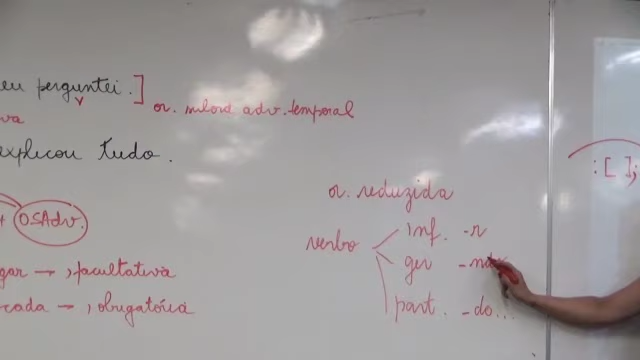 eu perguntei.]
v
or. subord adv. temporal
va
explicou tudo.
+ OSAdv.
gar → , facultativa
cada → , obrigatória
or. reduzida
verbo
inf. -r
ger -ndo
part. -do...
:[ ];